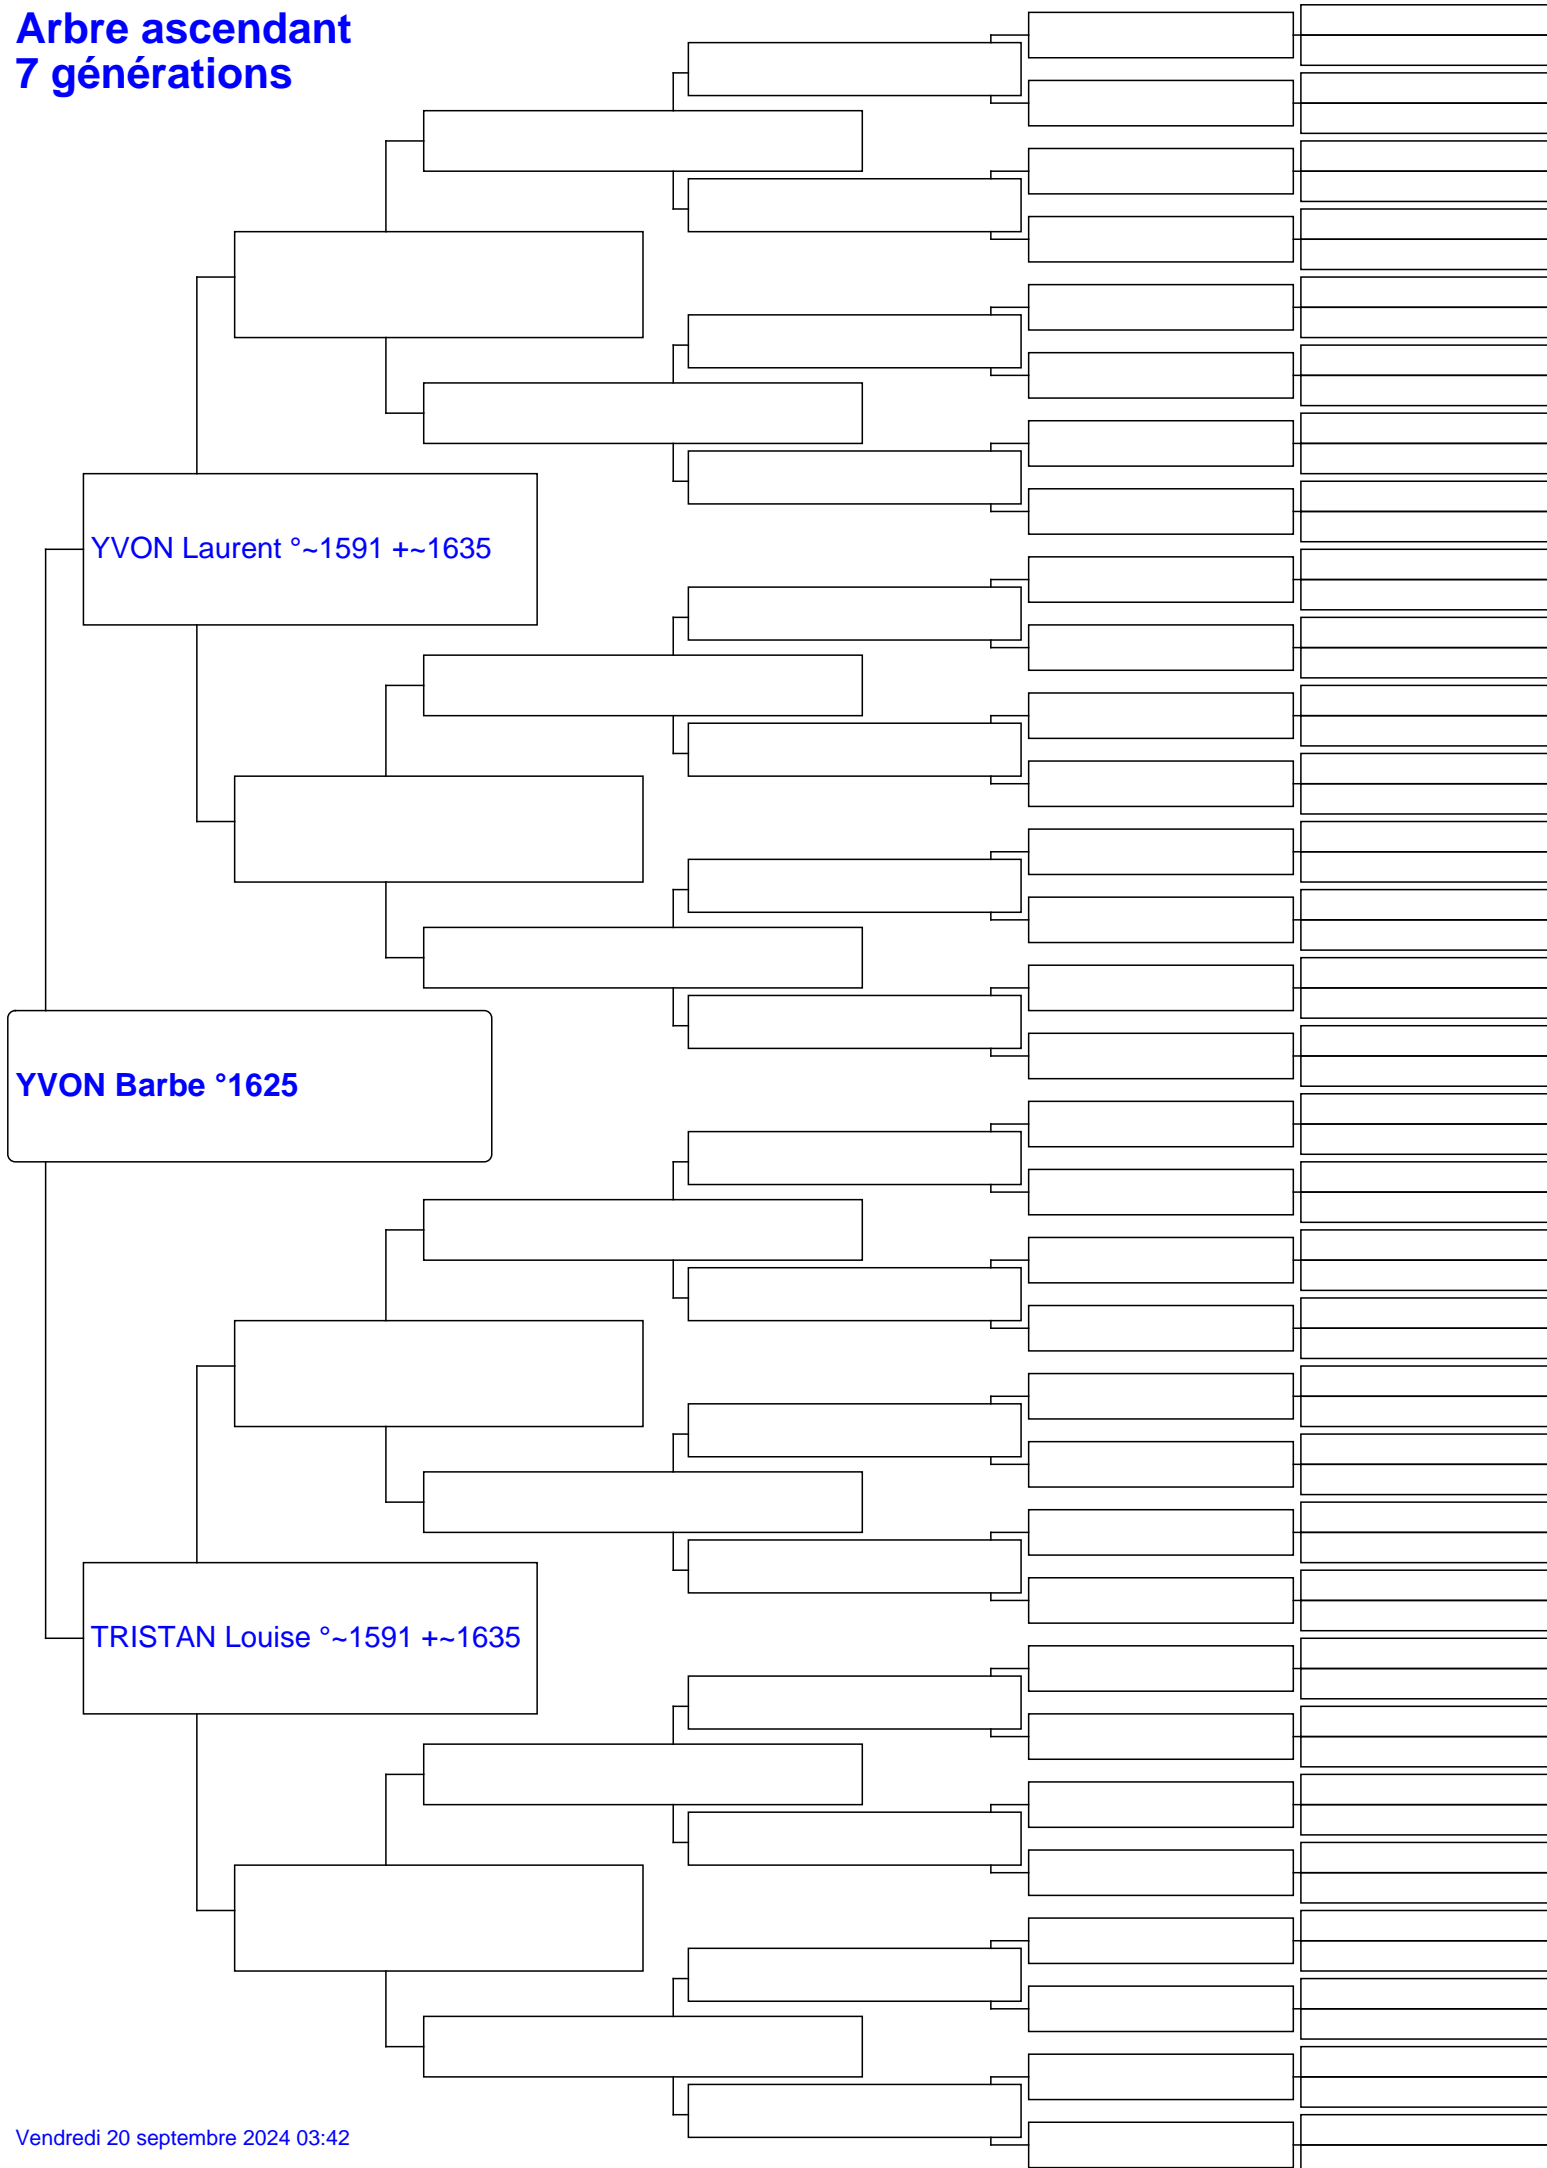 Arbre ascendant
7 générations
YVON Laurent °~1591 +~1635
YVON Barbe °1625
TRISTAN Louise °~1591 +~1635
Vendredi 20 septembre 2024 03:42